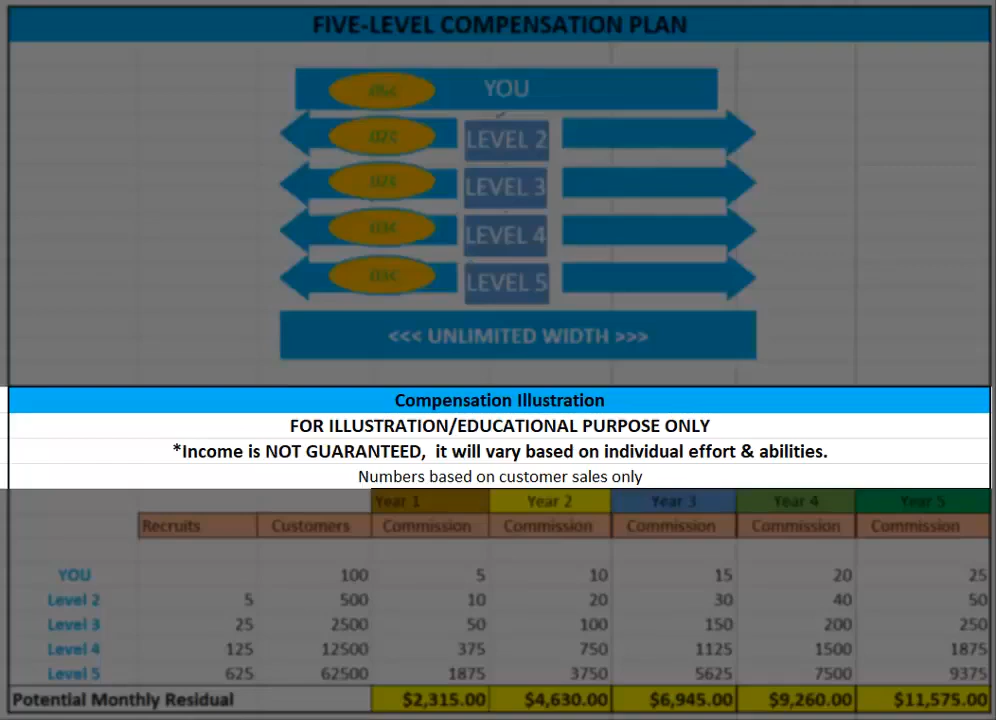 FIVE-LEVEL COMPENSATION PLAN
YOU
02¢ LEVEL 2
02¢ LEVEL 3
03¢ LEVEL 4
03¢ LEVEL 5
<<< UNLIMITED WIDTH >>>
Compensation Illustration
FOR ILLUSTRATION/EDUCATIONAL PURPOSE ONLY
*Income is NOT GUARANTEED, it will vary based on individual effort & abilities.
Numbers based on customer sales only
Year 1 Year 2 Year 3 Year 4 Year 5
Recruits Customers Commission Commission Commission Commission Commission
YOU 100 5 10 15 20 25
Level 2 5 500 10 20 30 40 50
Level 3 25 2500 50 100 150 200 250
Level 4 125 12500 375 750 1125 1500 1875
Level 5 625 62500 1875 3750 5625 7500 9375
Potential Monthly Residual $2,315.00 $4,630.00 $6,945.00 $9,260.00 $11,575.00